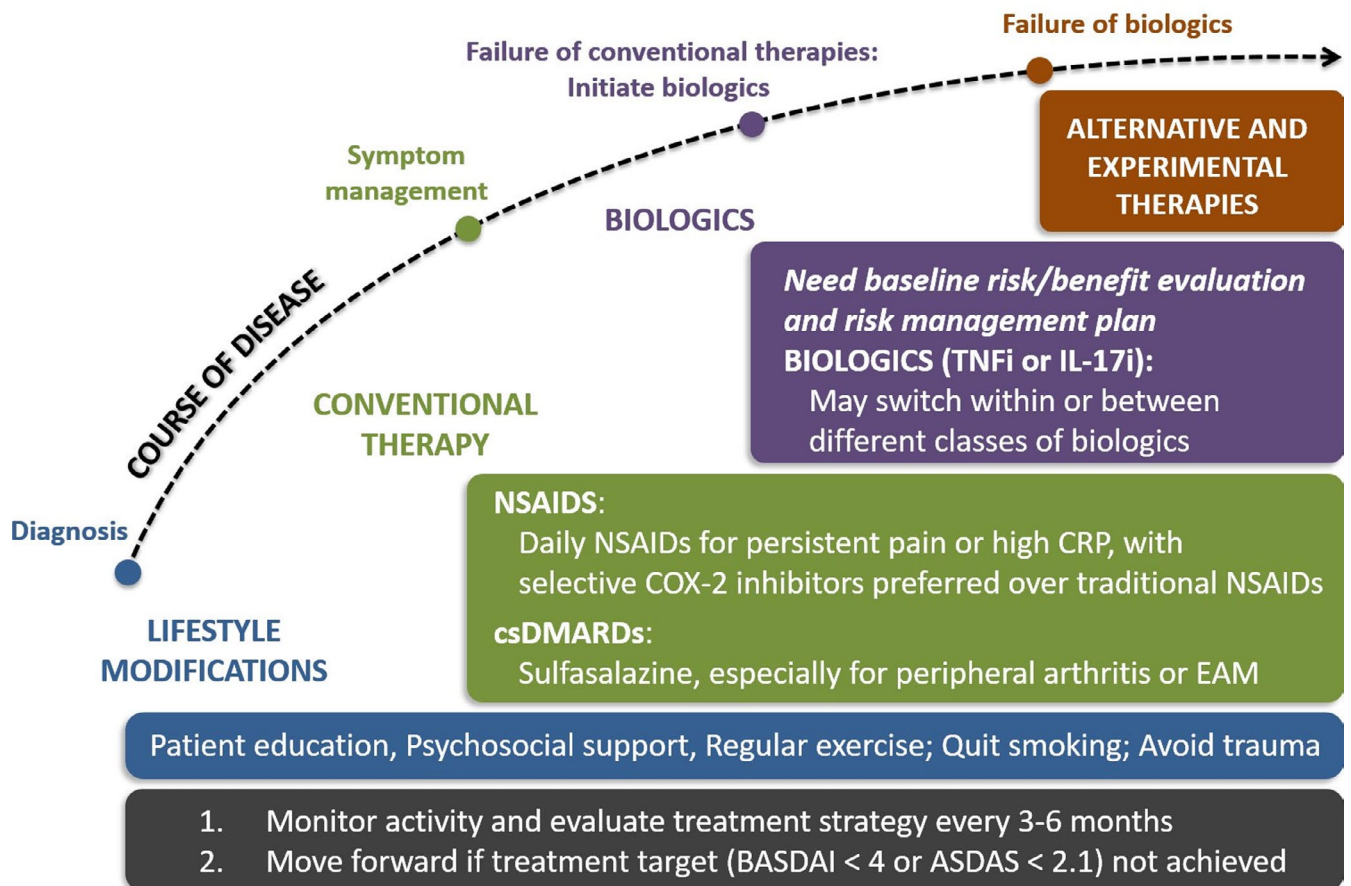 Failure of biologics
Failure of conventional therapies:
Initiate biologics
ALTERNATIVE AND
EXPERIMENTAL
THERAPIES
Symptom
management
BIOLOGICS
Need baseline risk/benefit evaluation
and risk management plan
BIOLOGICS (TNFi or IL-17i):
May switch within or between
different classes of biologics
COURSE OF DISEASE
CONVENTIONAL
THERAPY
NSAIDS:
Daily NSAIDs for persistent pain or high CRP, with
selective COX-2 inhibitors preferred over traditional NSAIDs
csDMARDs:
Sulfasalazine, especially for peripheral arthritis or EAM
Diagnosis
LIFESTYLE
MODIFICATIONS
Patient education, Psychosocial support, Regular exercise; Quit smoking; Avoid trauma
1. Monitor activity and evaluate treatment strategy every 3-6 months
2. Move forward if treatment target (BASDAI < 4 or ASDAS < 2.1) not achieved